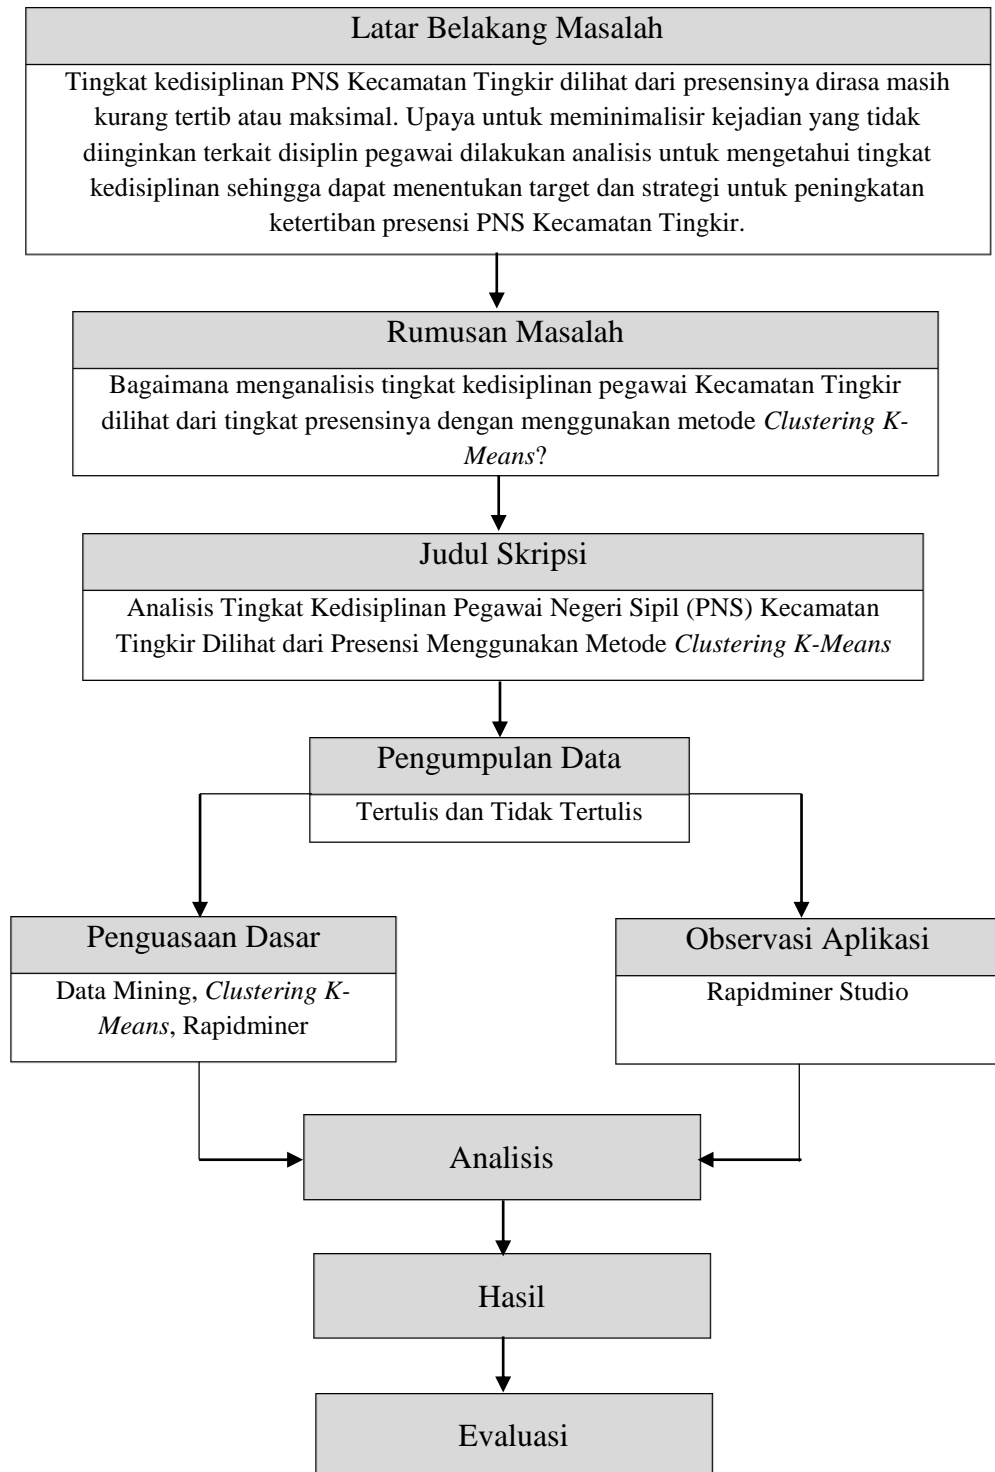 Latar Belakang Masalah
Tingkat kedisiplinan PNS Kecamatan Tingkir dilihat dari presensinya dirasa masih
kurang tertib atau maksimal. Upaya untuk meminimalisir kejadian yang tidak
diinginkan terkait disiplin pegawai dilakukan analisis untuk mengetahui tingkat
kedisiplinan sehingga dapat menentukan target dan strategi untuk peningkatan
ketertiban presensi PNS Kecamatan Tingkir.
Rumusan Masalah
Bagaimana menganalisis tingkat kedisiplinan pegawai Kecamatan Tingkir
dilihat dari tingkat presensinya dengan menggunakan metode Clustering K-
Means?
Judul Skripsi
Analisis Tingkat Kedisiplinan Pegawai Negeri Sipil (PNS) Kecamatan
Tingkir Dilihat dari Presensi Menggunakan Metode Clustering K-Means
Pengumpulan Data
Tertulis dan Tidak Tertulis
Penguasaan Dasar
Data Mining, Clustering K-
Means, Rapidminer
Observasi Aplikasi
Rapidminer Studio
Analisis
Hasil
Evaluasi